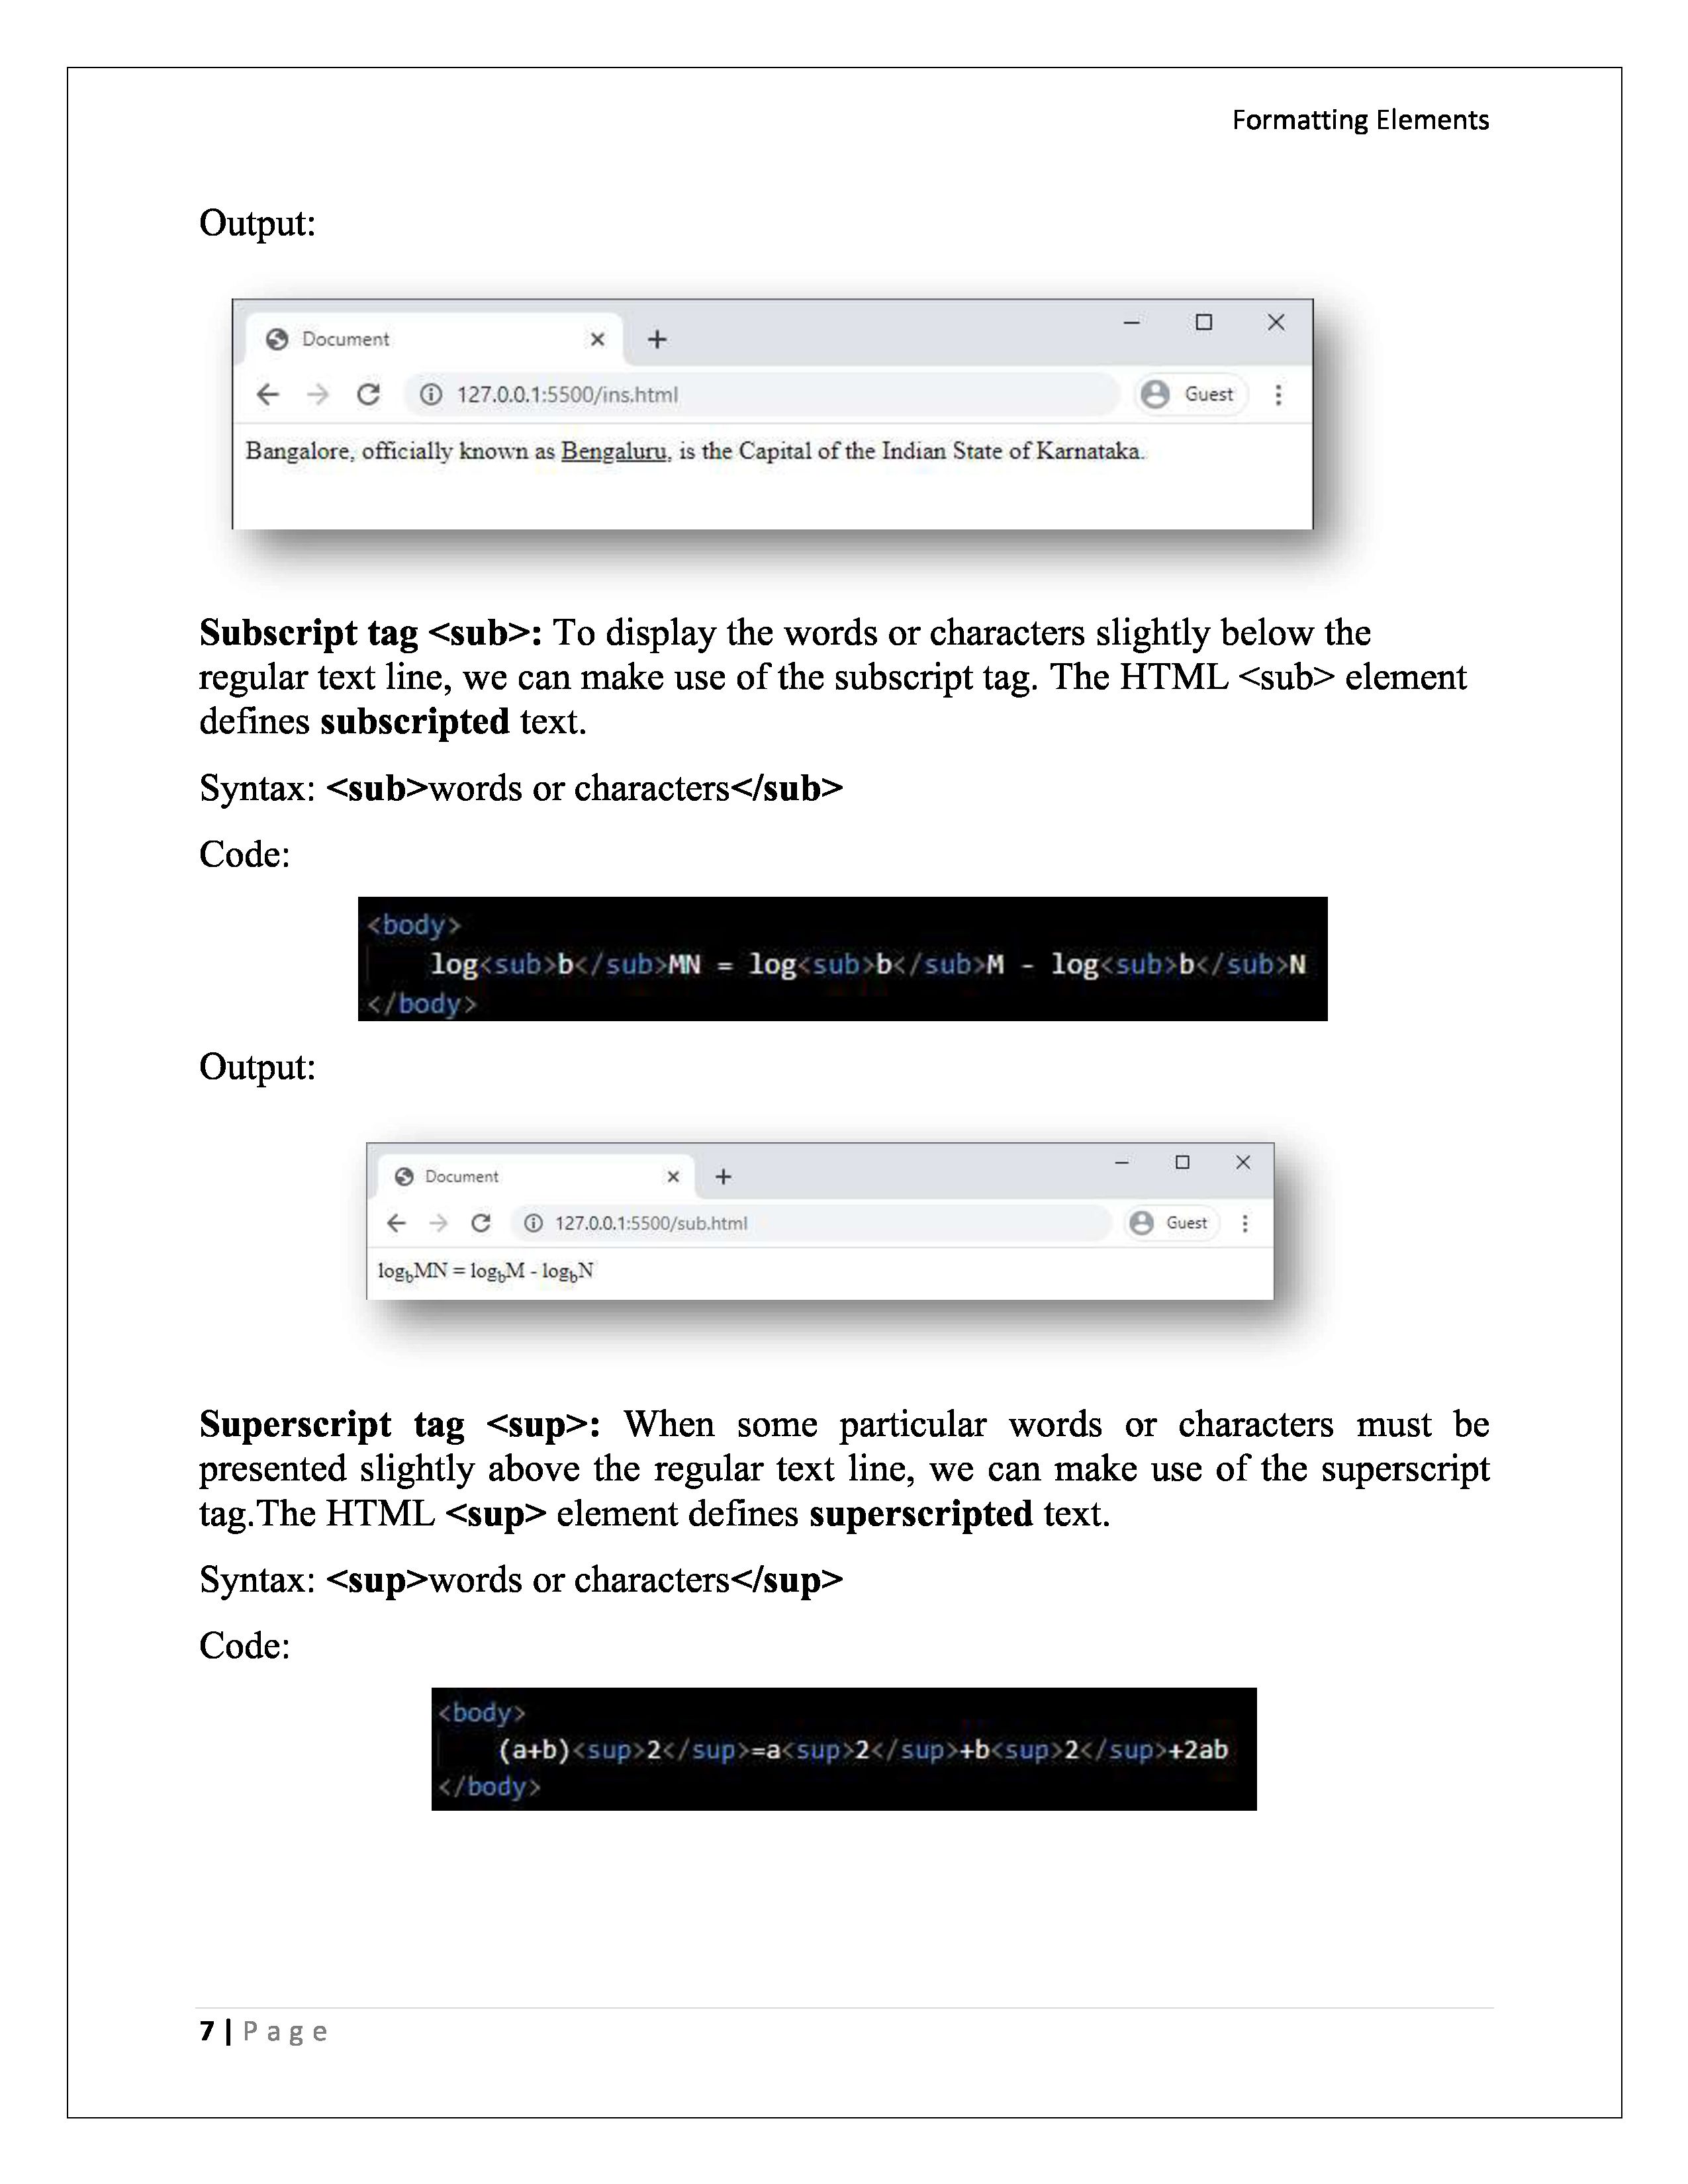 Formatting Elements
Output:
Document
127.0.0.1:5500/ins.html
Guest
Bangalore, officially known as Bengaluru, is the Capital of the Indian State of Karnataka.
Subscript tag <sub>: To display the words or characters slightly below the
regular text line, we can make use of the subscript tag. The HTML <sub> element
defines subscripted text.
Syntax: <sub>words or characters</sub>
Code:
<body>
log<sub>b</sub>MN = log<sub>b</sub>M - log<sub>b</sub>N
</body>
Output:
Document
127.0.0.1:5500/sub.html
Guest
logbMN = logbM - logbN
Superscript tag <sup>: When some particular words or characters must be
presented slightly above the regular text line, we can make use of the superscript
tag.The HTML <sup> element defines superscripted text.
Syntax: <sup>words or characters</sup>
Code:
<body>
(a+b)<sup>2</sup>=a<sup>2</sup>+b<sup>2</sup>+2ab
</body>
7 | Page